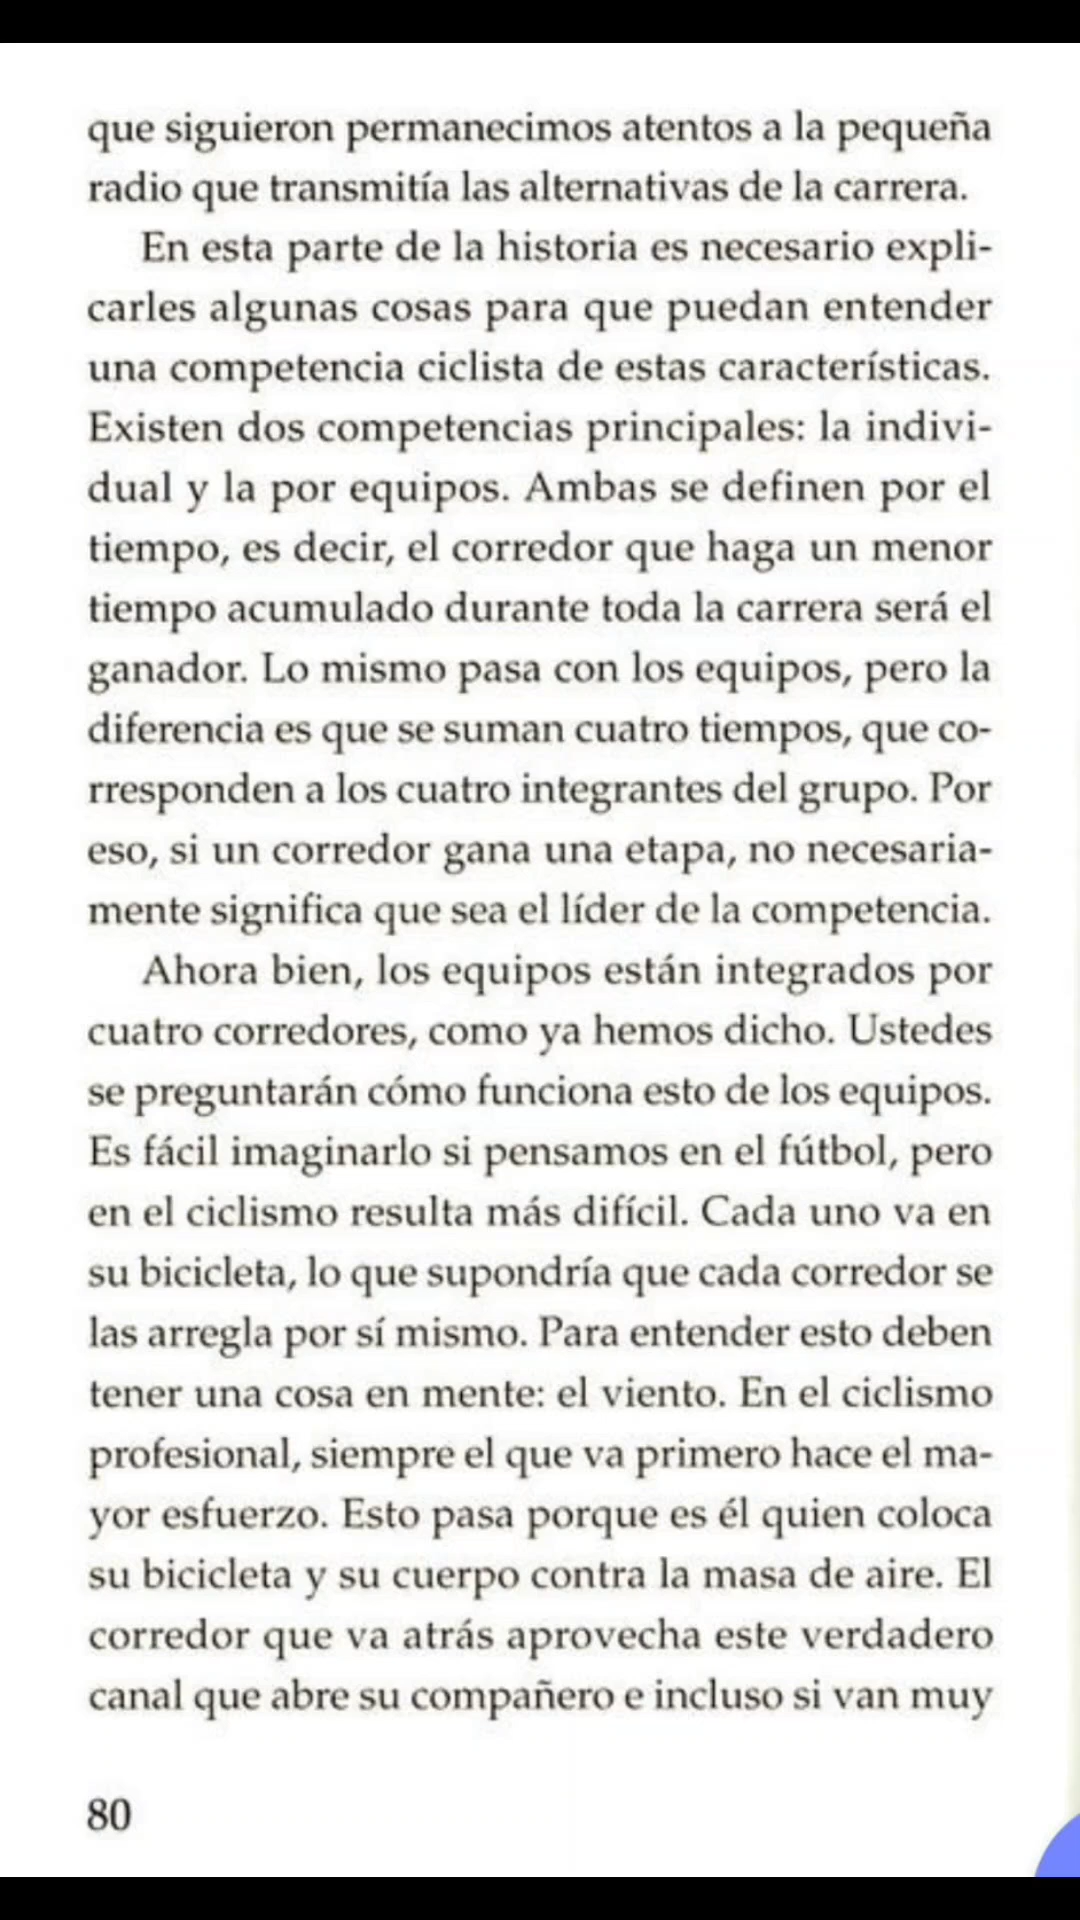 que siguieron permanecimos atentos a la pequeña
radio que transmitía las alternativas de la carrera.
En esta parte de la historia es necesario expli-
carles algunas cosas para que puedan entender
una competencia ciclista de estas características.
Existen dos competencias principales: la indivi-
dual y la por equipos. Ambas se definen por el
tiempo, es decir, el corredor que haga un menor
tiempo acumulado durante toda la carrera será el
ganador. Lo mismo pasa con los equipos, pero la
diferencia es que se suman cuatro tiempos, que co-
rresponden a los cuatro integrantes del grupo. Por
eso, si un corredor gana una etapa, no necesaria-
mente significa que sea el líder de la competencia.
Ahora bien, los equipos están integrados por
cuatro corredores, como ya hemos dicho. Ustedes
se preguntarán cómo funciona esto de los equipos.
Es fácil imaginarlo si pensamos en el fútbol, pero
en el ciclismo resulta más difícil. Cada uno va en
su bicicleta, lo que supondría que cada corredor se
las arregla por sí mismo. Para entender esto deben
tener una cosa en mente: el viento. En el ciclismo
profesional, siempre el que va primero hace el ma-
yor esfuerzo. Esto pasa porque es él quien coloca
su bicicleta y su cuerpo contra la masa de aire. El
corredor que va atrás aprovecha este verdadero
canal que abre su compañero e incluso si van muy
80